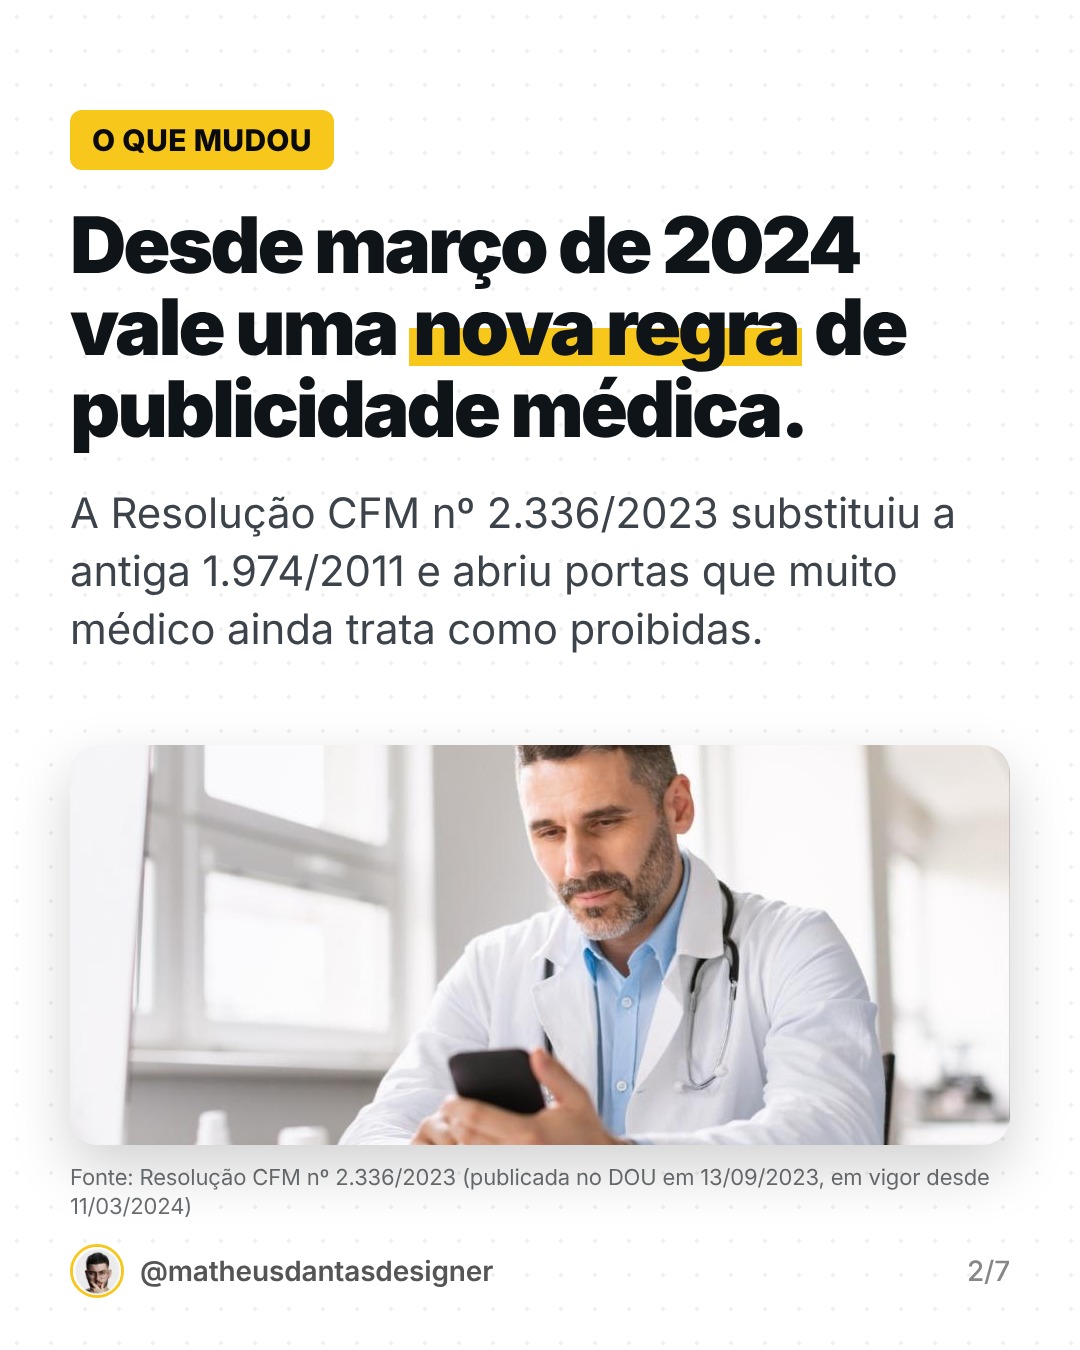 O QUE MUDOU
Desde março de 2024
vale uma nova regra de
publicidade médica.
A Resolução CFM nº 2.336/2023 substituiu a
antiga 1.974/2011 e abriu portas que muito
médico ainda trata como proibidas.
Fonte: Resolução CFM nº 2.336/2023 (publicada no DOU em 13/09/2023, em vigor desde
11/03/2024)
@matheusdantasdesigner
2/7